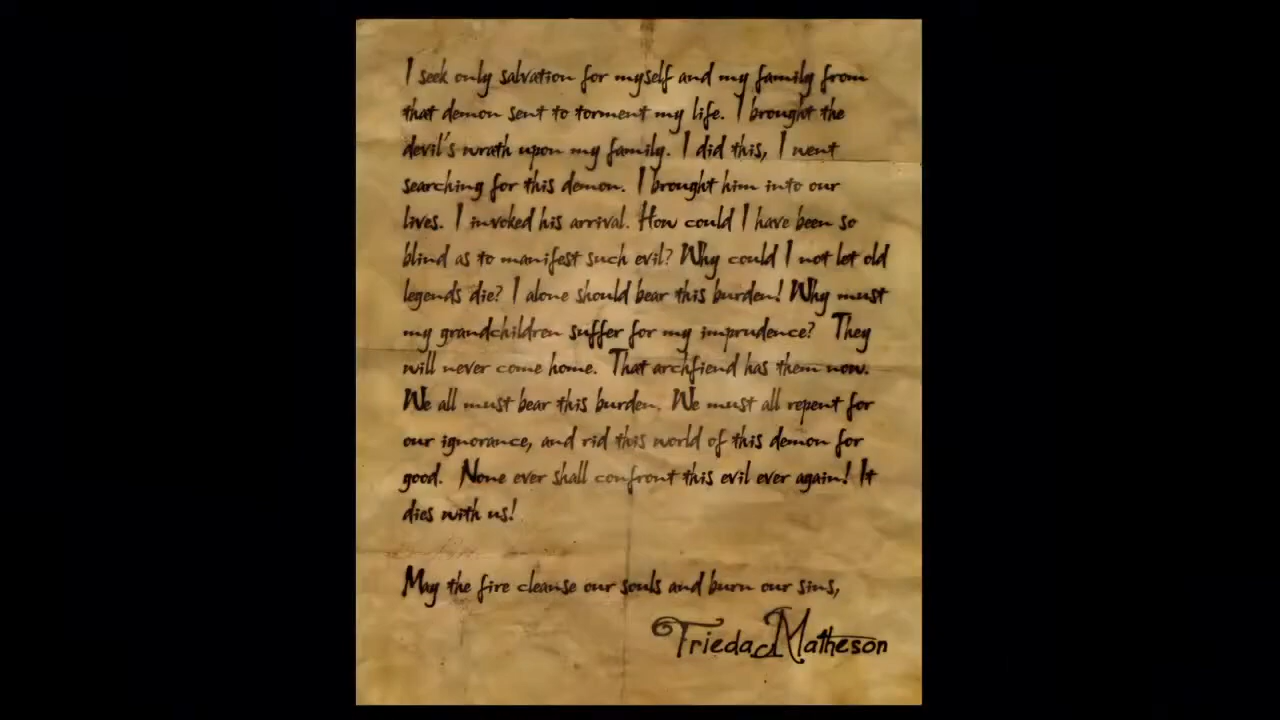 I seek only salvation for myself and my family from
that demon sent to torment my life. I brought the
devil's wrath upon my family. I did this, I went
searching for this demon. I brought him into our
lives. I invoked his arrival. How could I have been so
blind as to manifest such evil? Why could I not let old
legends die? I alone should bear this burden! Why must
my grandchildren suffer for my imprudence? They
will never come home. That archfiend has them now.
We all must bear this burden. We must all repent for
our ignorance, and rid this world of this demon for
good. None ever shall confront this evil ever again! It
dies with us!
May the fire cleanse our souls and burn our sins,
Frieda Matheson